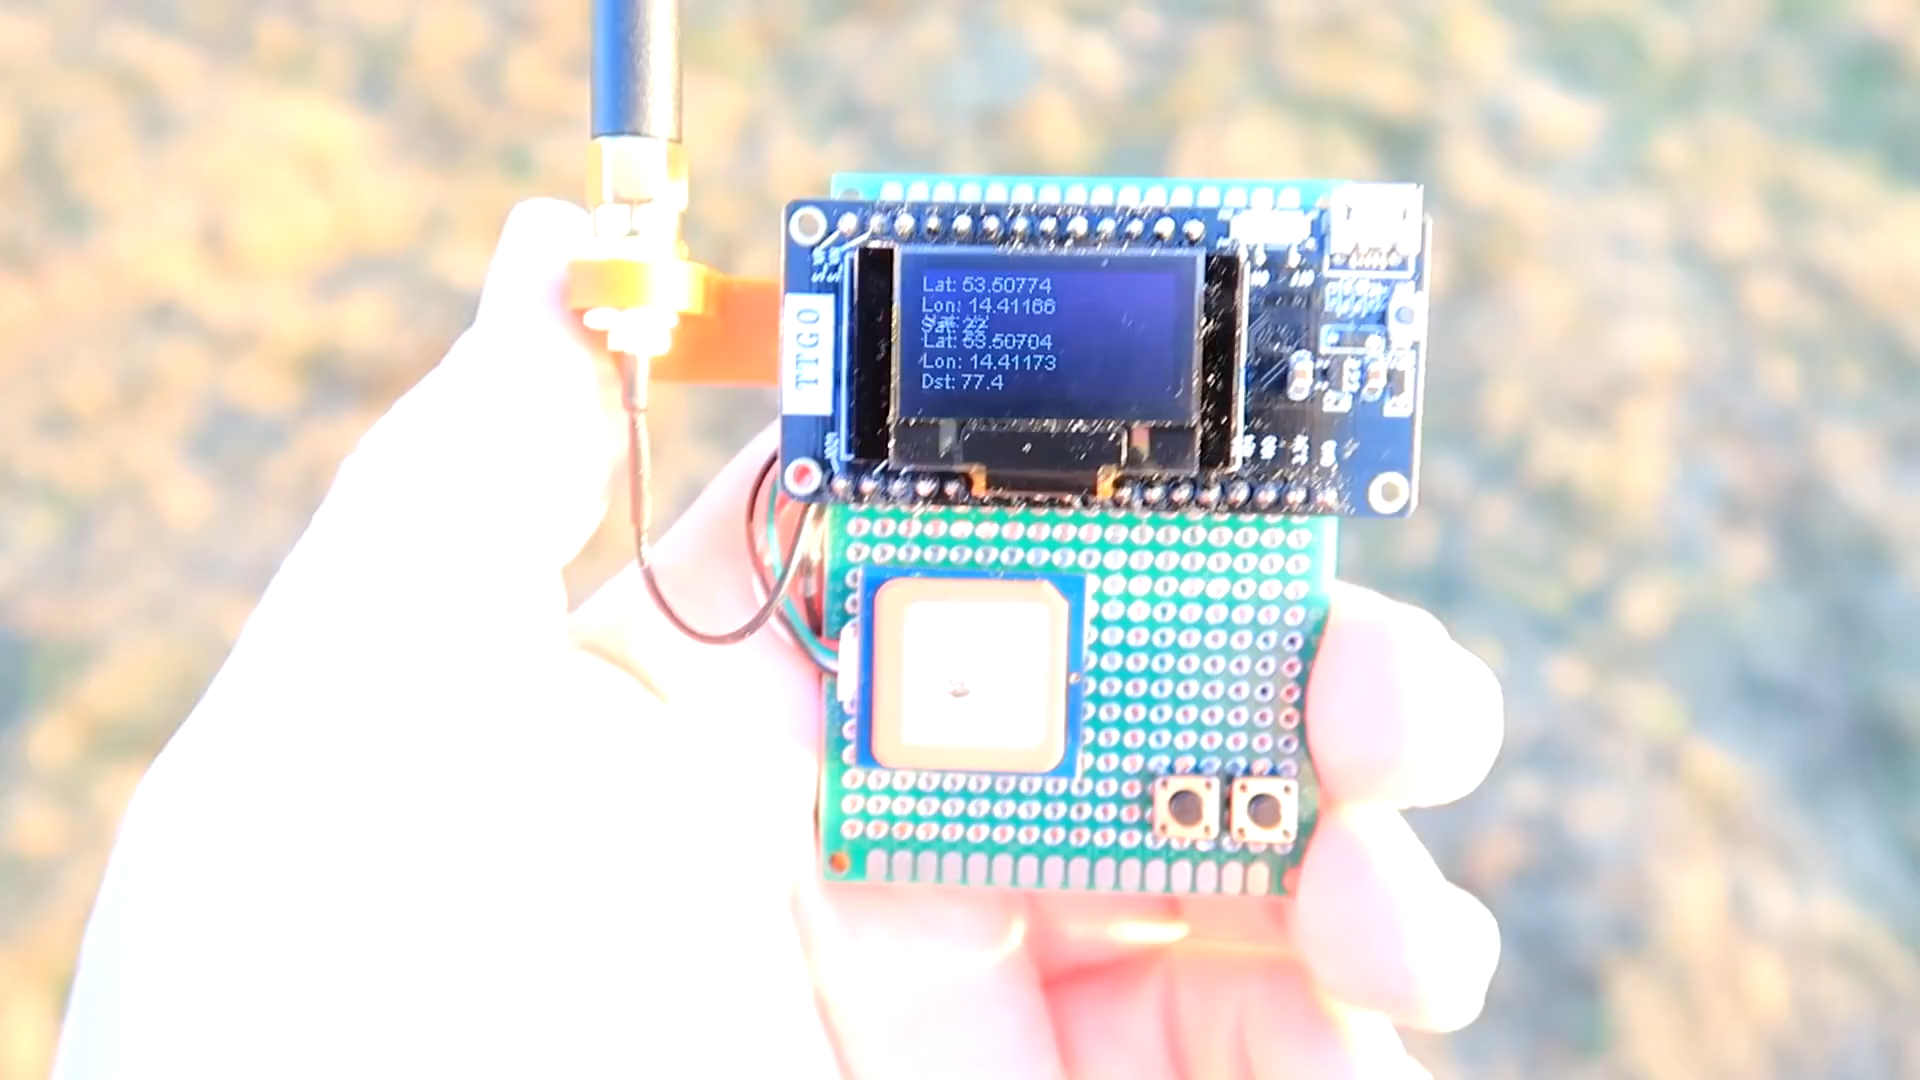 Lat: 53.50774
Lon: 14.41166
Sat: 22
Lat: 53.50704
Lon: 14.41173
Dst: 77.4
TTGO